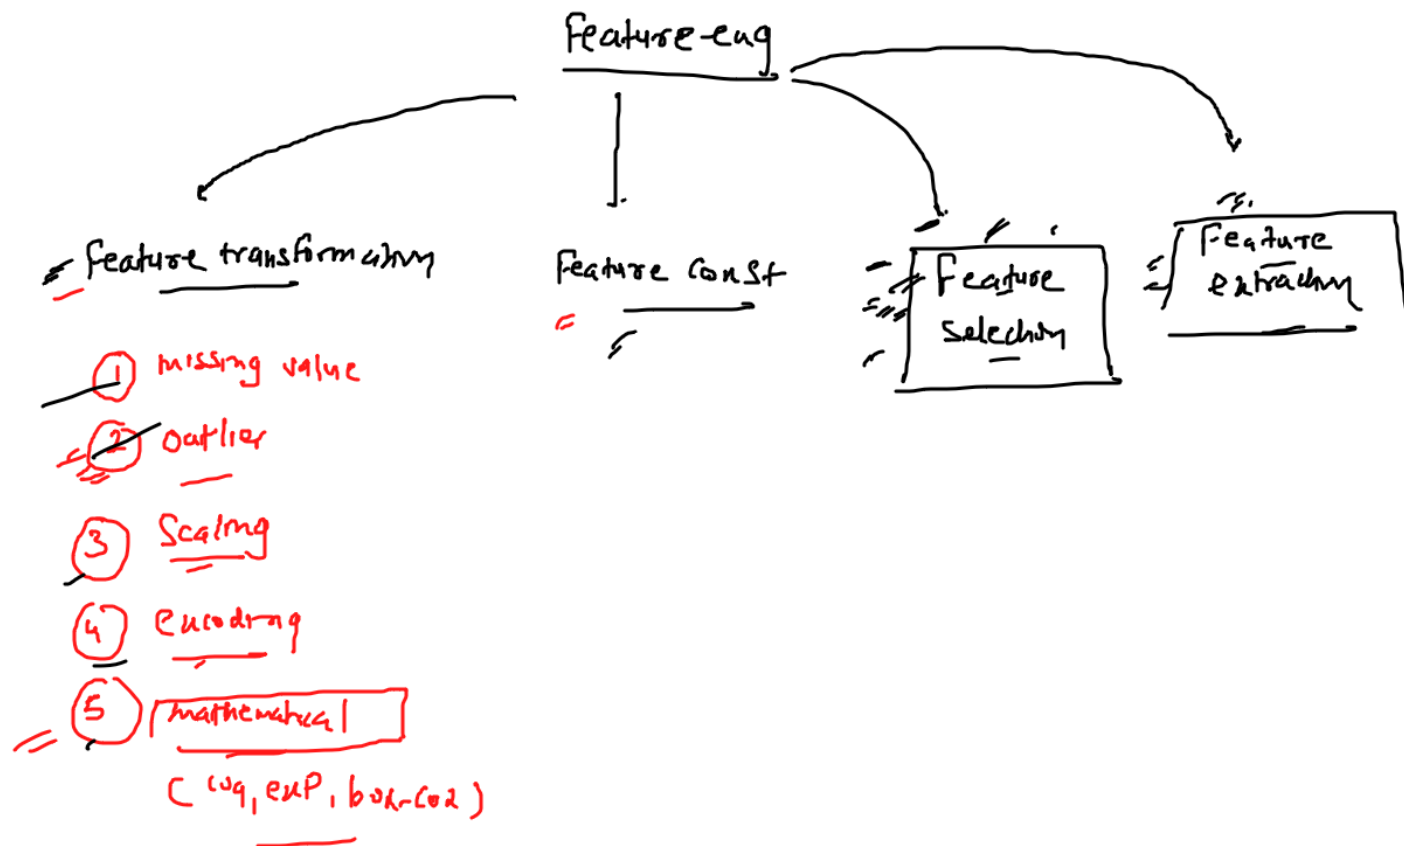 Feature-eng
Feature transformation
Feature const
Feature
selection
Feature
extraction
1 missing value
2 outlier
3 Scaling
4 encoding
5 mathematical
(log, exp, box-cox)